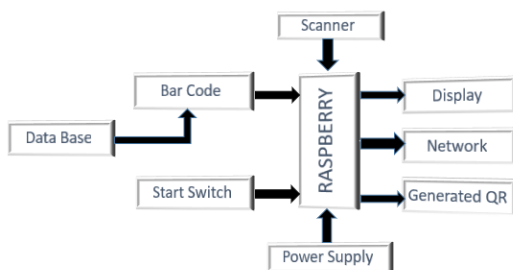 Scanner
Bar Code
Display
Data Base
RASPBERRY
Network
Start Switch
Generated QR
Power Supply